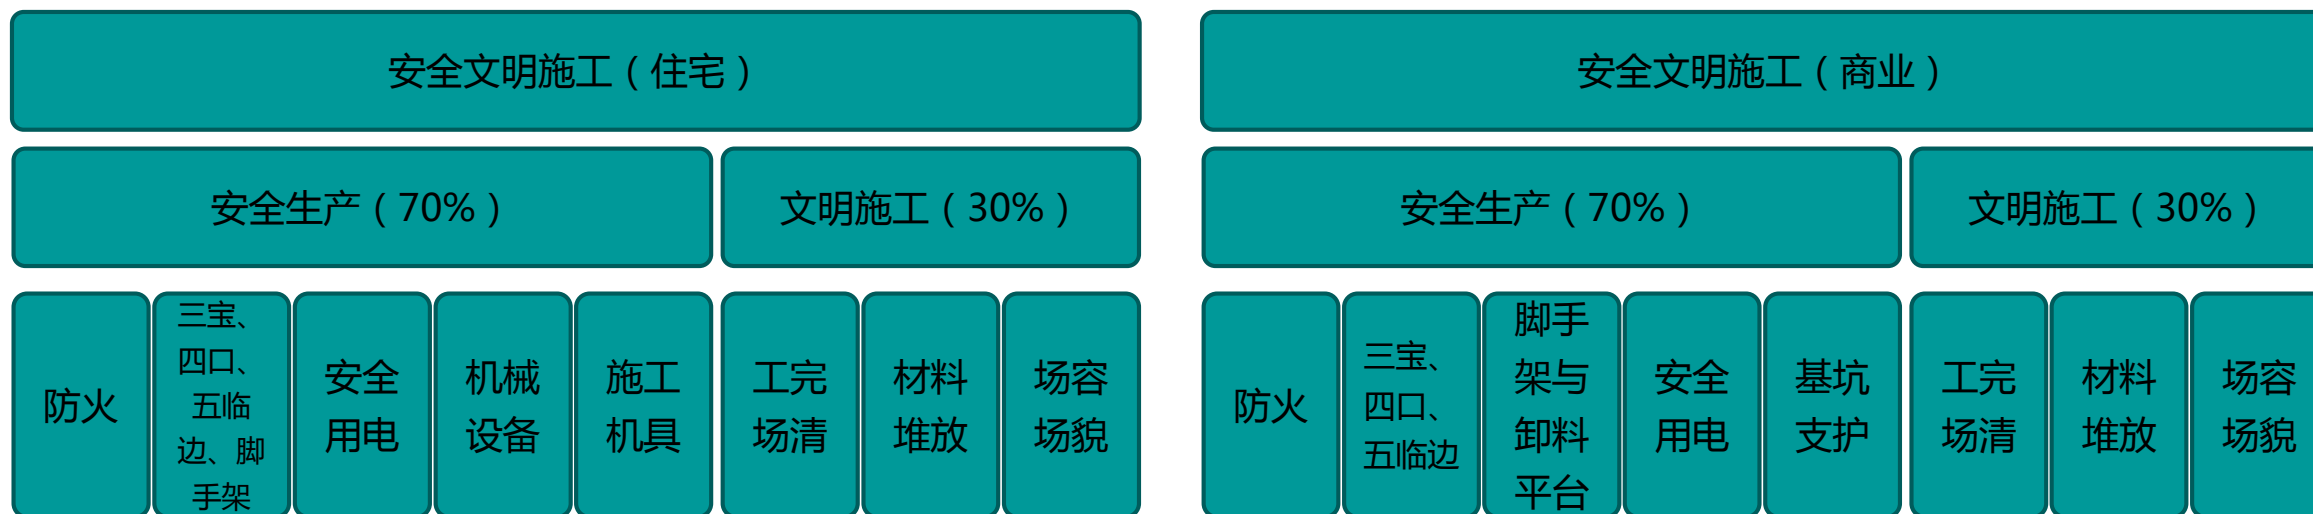 安全文明施工（住宅）
安全生产（70%）
文明施工（30%）
防火
三宝、
四口、
五临
边、脚
手架
安全
用电
机械
设备
施工
机具
工完
场清
材料
堆放
场容
场貌
安全文明施工（商业）
安全生产（70%）
文明施工（30%）
防火
三宝、
四口、
五临边
脚手
架与
卸料
平台
安全
用电
基坑
支护
工完
场清
材料
堆放
场容
场貌